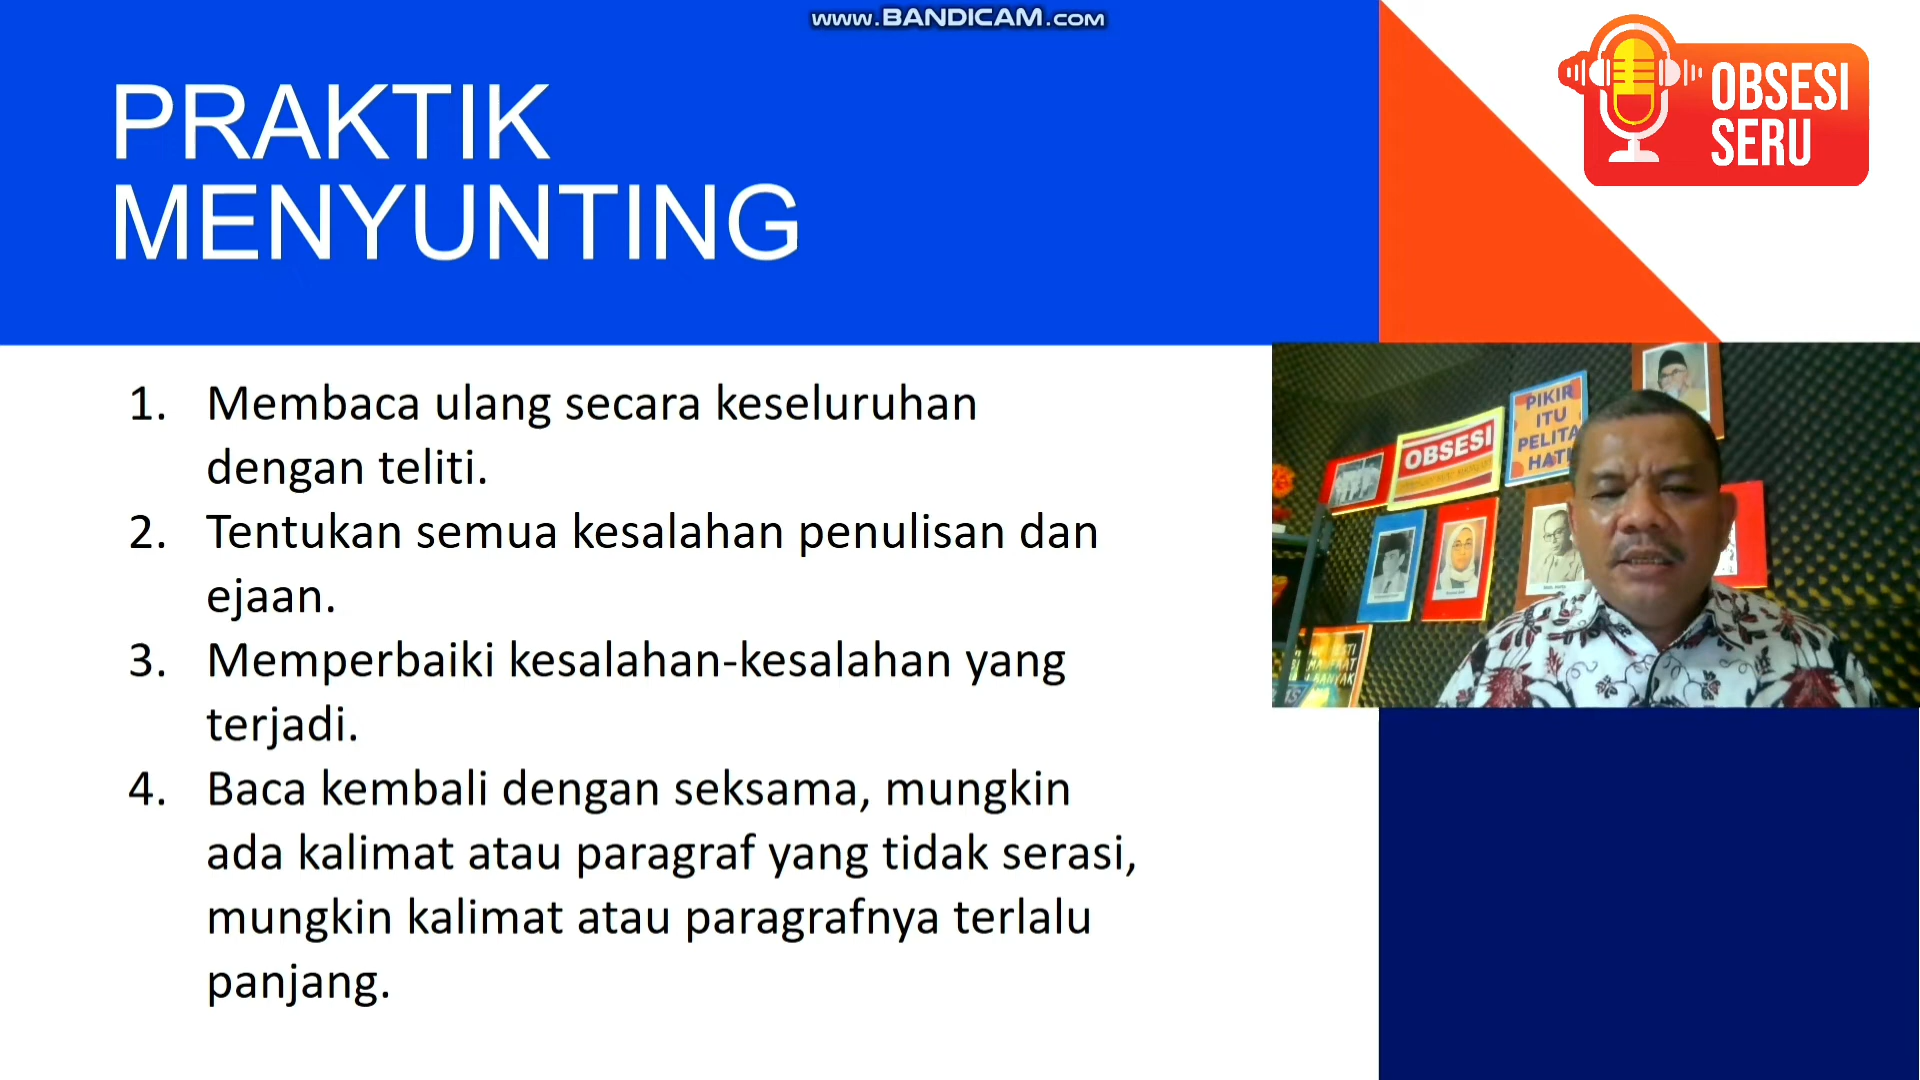 www.BANDICAM.com
PRAKTIK
MENYUNTING
OBSESI
SERU
1. Membaca ulang secara keseluruhan
dengan teliti.
2. Tentukan semua kesalahan penulisan dan
ejaan.
3. Memperbaiki kesalahan-kesalahan yang
terjadi.
4. Baca kembali dengan seksama, mungkin
ada kalimat atau paragraf yang tidak serasi,
mungkin kalimat atau paragrafnya terlalu
panjang.
OBSESI
PIKIR
ITU
PELITA
HATI
BANYAK